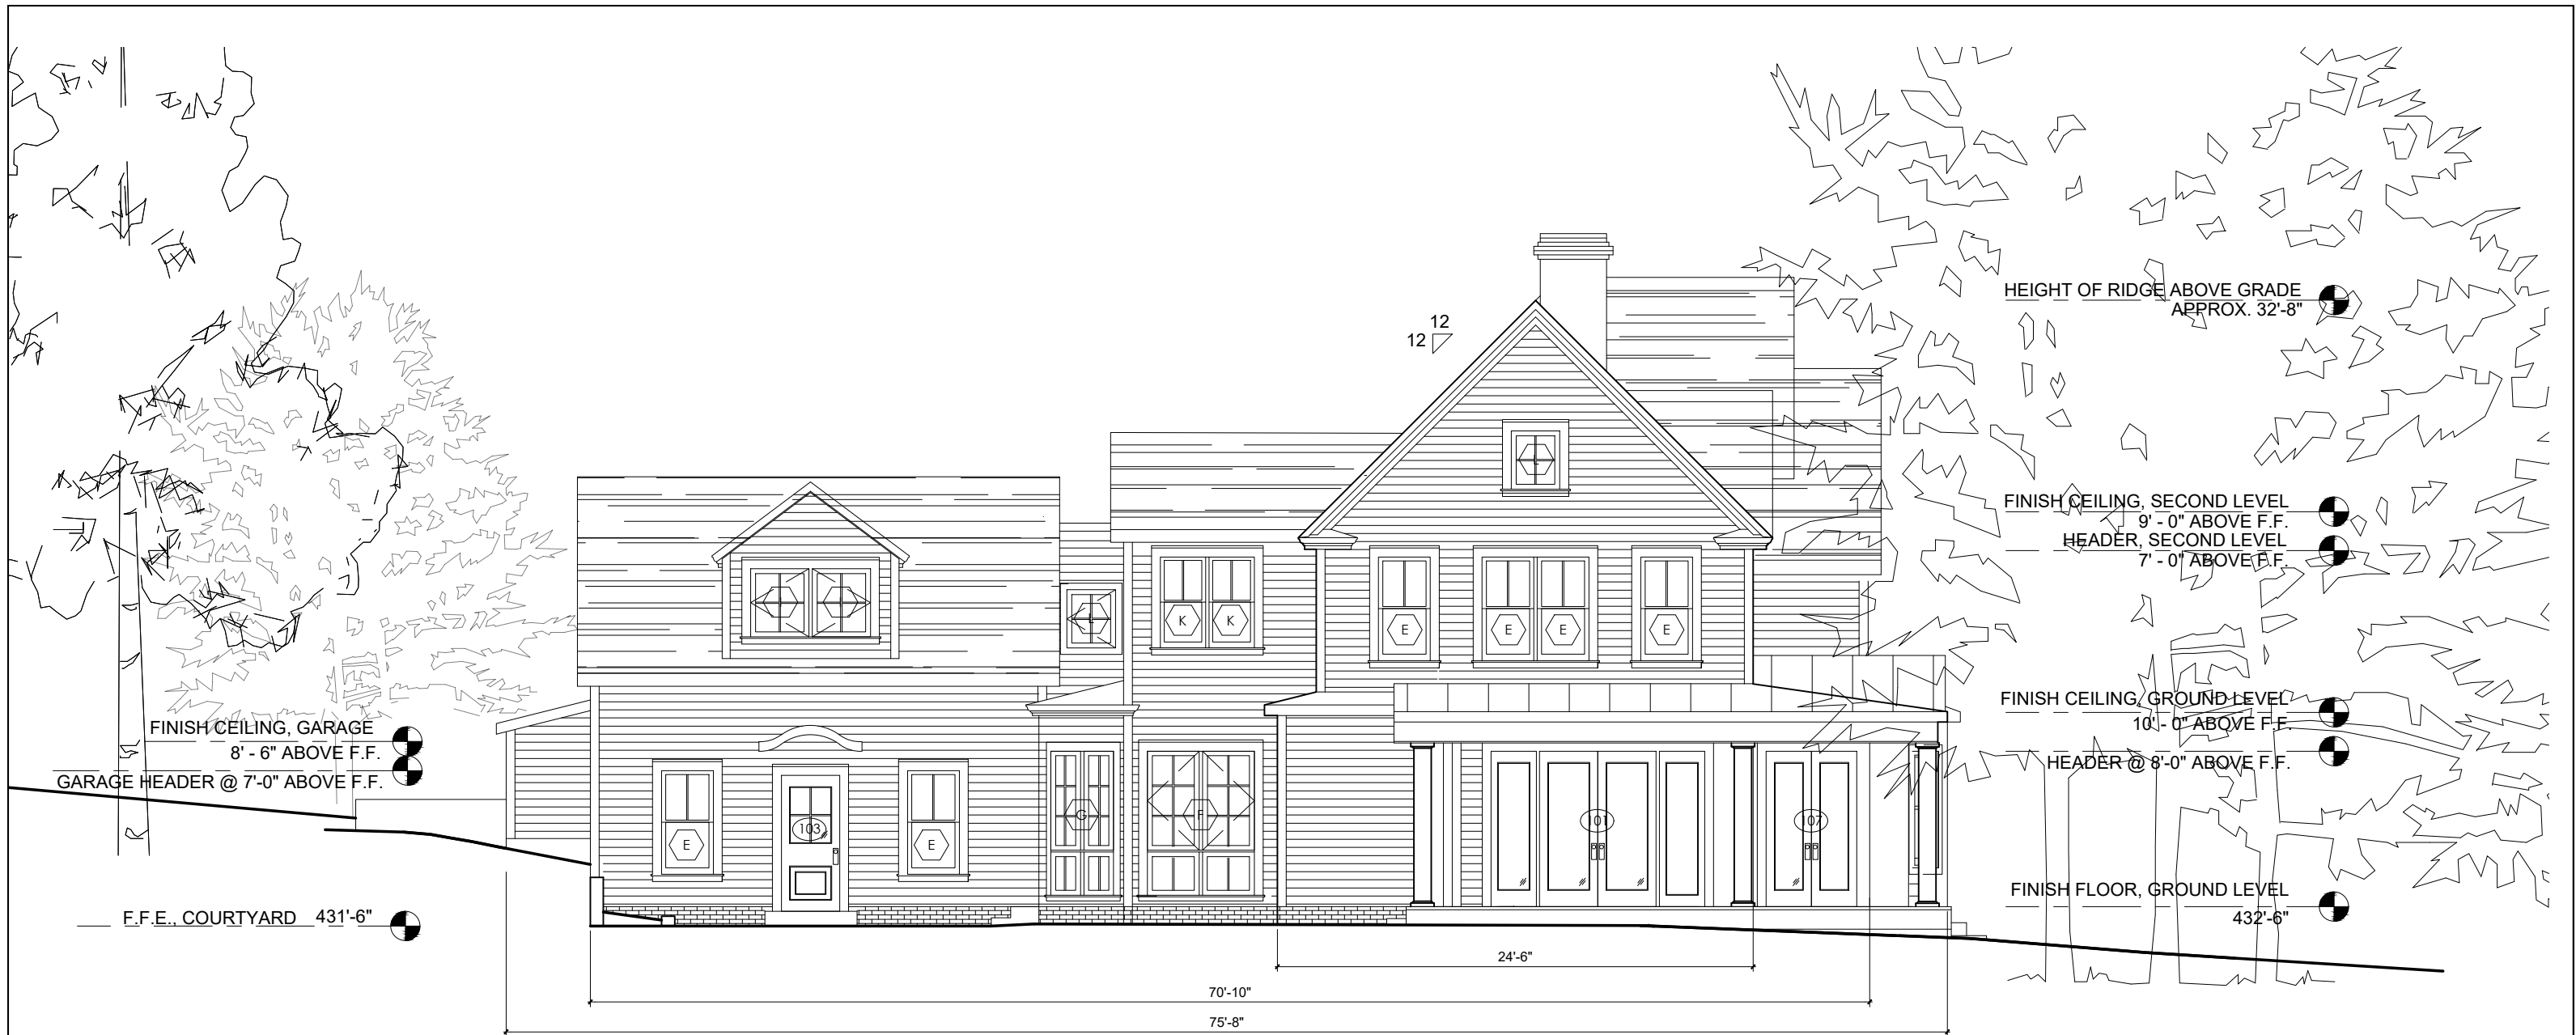 HEIGHT OF RIDGE ABOVE GRADE
APPROX. 32'-8"
12
12
L
FINISH CEILING, SECOND LEVEL
9' - 0" ABOVE F.F.
HEADER, SECOND LEVEL
7' - 0" ABOVE F.F.
L
L
L
K
K
E
E
E
E
FINISH CEILING, GROUND LEVEL
10' - 0" ABOVE F.F.
HEADER @ 8'-0" ABOVE F.F.
FINISH CEILING, GARAGE
8' - 6" ABOVE F.F.
GARAGE HEADER @ 7'-0" ABOVE F.F.
E
103
E
G
F
101
107
FINISH FLOOR, GROUND LEVEL
432'-6"
F.F.E., COURTYARD 431'-6"
24'-6"
70'-10"
75'-8"